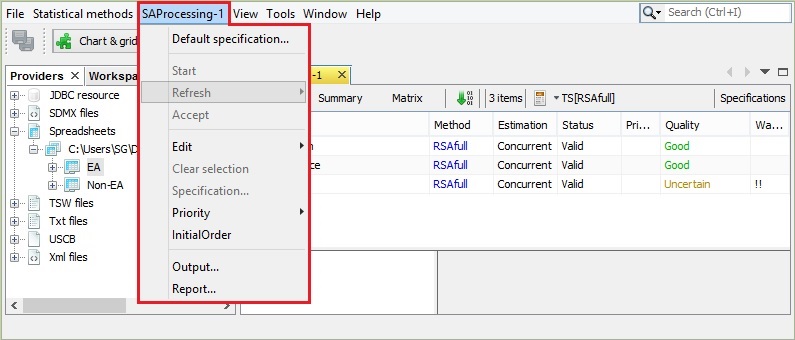 File Statistical methods SAProcessing-1 View Tools Window Help Search (Ctrl+I)
Chart & grid
Providers Workspa -1
JDBC resource
SDMX files
Spreadsheets
C:\Users\SG\D
EA
Non-EA
TSW files
Txt files
USCB
Xml files
Default specification...
Start
Refresh
Accept
Edit
Clear selection
Specification...
Priority
InitialOrder
Output...
Report...
Summary Matrix 3 items TS[RSAfull] Specifications
Method Estimation Status Pri... Quality Wa...
n RSAfull Concurrent Valid Good
ce RSAfull Concurrent Valid Good
RSAfull Concurrent Valid Uncertain !!